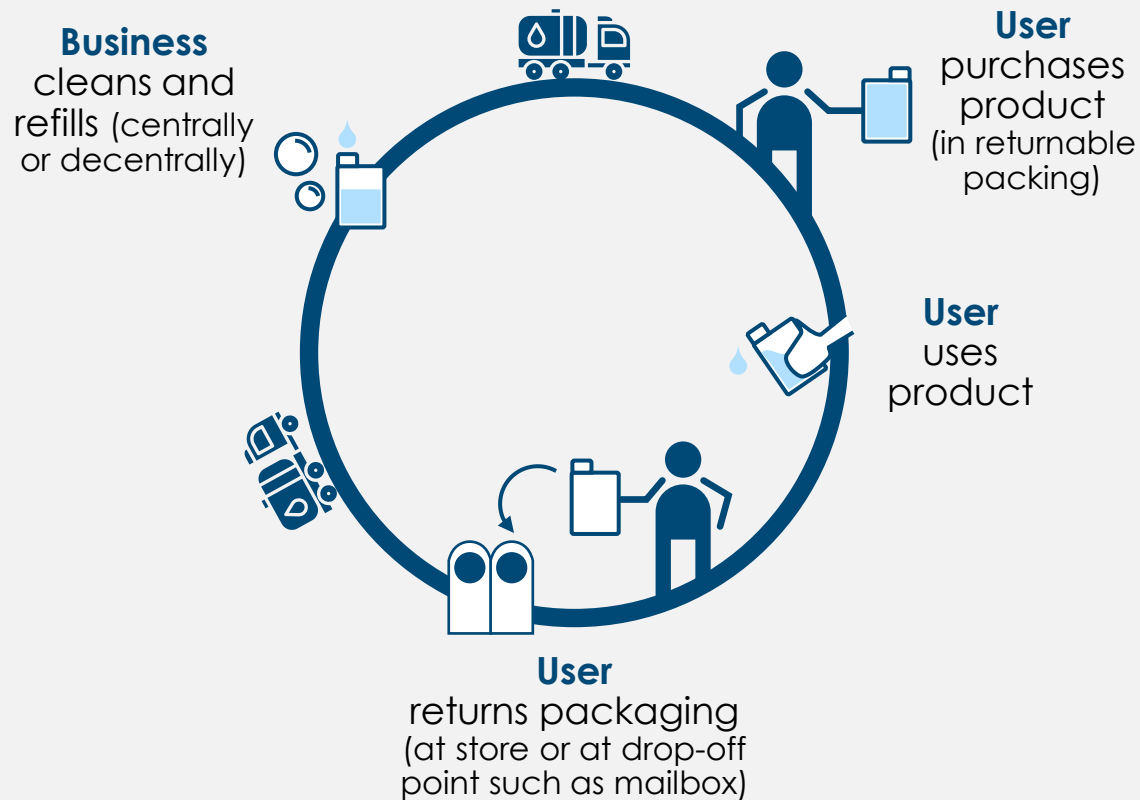 Business
cleans and
refills (centrally
or decentrally)
User
purchases
product
(in returnable
packing)
User
uses
product
User
returns packaging
(at store or at drop-off
point such as mailbox)